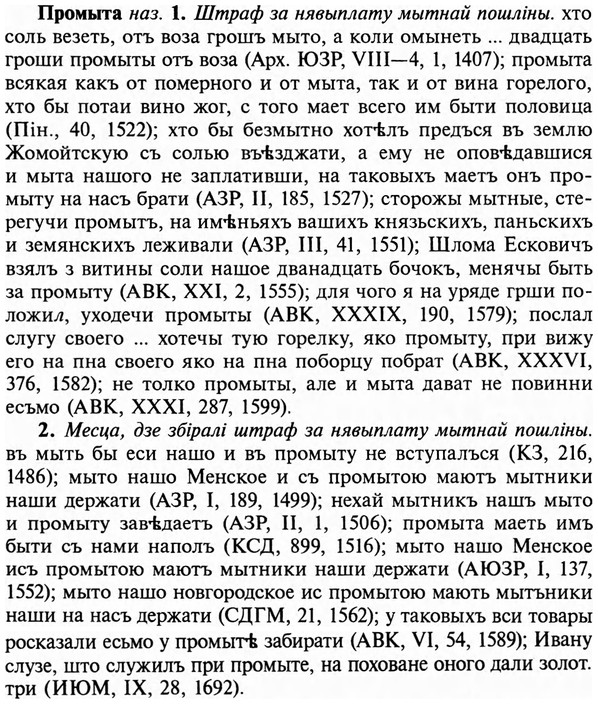 Промыта наз. 1. Штраф за нявыплату мытнай пошліны. хто
соль везеть, отъ воза грошъ мыто, а коли омынеть ... двадцать
гроши промыты отъ воза (Арх. ЮЗР, VIII—4, 1, 1407); промыта
всякая какъ от померного и от мыта, так и от вина горелого,
хто бы потаи вино жог, с того мает всего им быти половица
(Пін., 40, 1522); хто бы безмытно хотѣлъ предъся въ землю
Жомойтскую съ солью въѣзджати, а ему не оповѣдавшися
и мыта нашого не заплативши, на таковыхъ маетъ онъ про-
мыту на насъ брати (АЗР, II, 185, 1527); сторожы мытные, сте-
регучи промытъ, на имѣньяхъ вашихъ князьскихъ, паньскихъ
и земянскихъ леживали (АЗР, III, 41, 1551); Шлома Есковичъ
взялъ з витины соли нашое дванадцать бочокъ, менячы быть
за промыту (АВК, XXI, 2, 1555); для чого я на уряде грши по-
ложил, уходечи промыты (АВК, XXXIX, 190, 1579); послал
слугу своего ... хотечы тую горелку, яко промыту, при вижу
его на пна своего яко на пна поборцу побрат (АВК, XXXVI,
376, 1582); не толко промыты, але и мыта дават не повинни
есъмо (АВК, XXXI, 287, 1599).
2. Месца, дзе збіралі штраф за нявыплату мытнай пошліны.
въ мыть бы еси нашо и въ промыту не вступалъся (КЗ, 216,
1486); мыто нашо Менское и съ промытою маютъ мытники
наши держати (АЗР, I, 189, 1499); нехай мытникъ нашъ мыто
и промыту завѣдаетъ (АЗР, II, 1, 1506); промыта маеть имъ
быти съ нами наполъ (КСД, 899, 1516); мыто нашо Менское
исъ промытою маютъ мытники наши держати (АЮЗР, I, 137,
1552); мыто нашо новгородское ис промытою мають мытъники
наши на насъ держати (СДГМ, 21, 1562); у таковыхъ вси товары
росказали есьмо у промытѣ забирати (АВК, VI, 54, 1589); Ивану
слузе, што служилъ при промыте, на поховане оного дали золот.
три (ИЮМ, IX, 28, 1692).